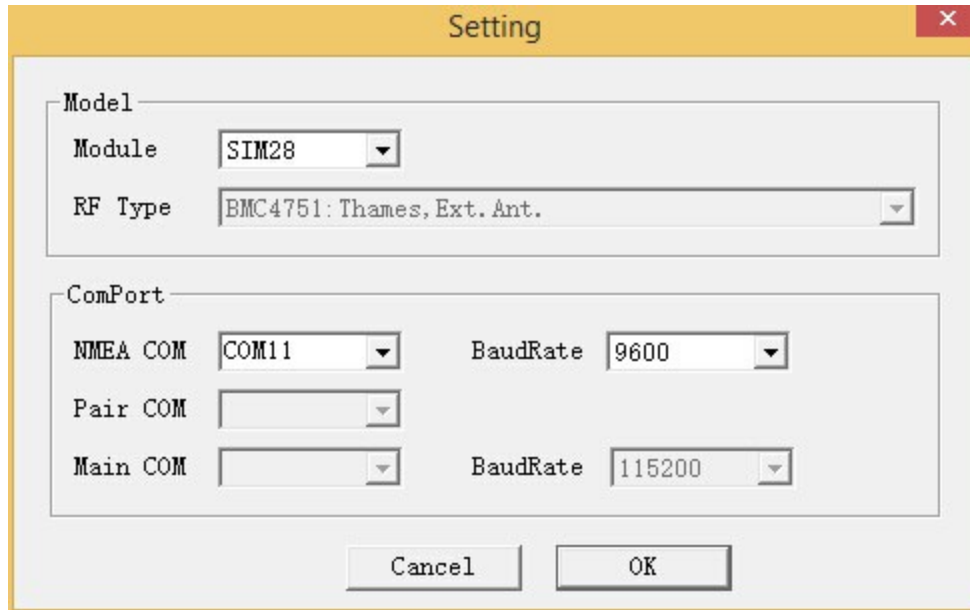 Setting
Model
Module SIM28
RF Type BMC4751:Thames,Ext.Ant.
ComPort
NMEA COM COM11 BaudRate 9600
Pair COM
Main COM BaudRate 115200
Cancel OK